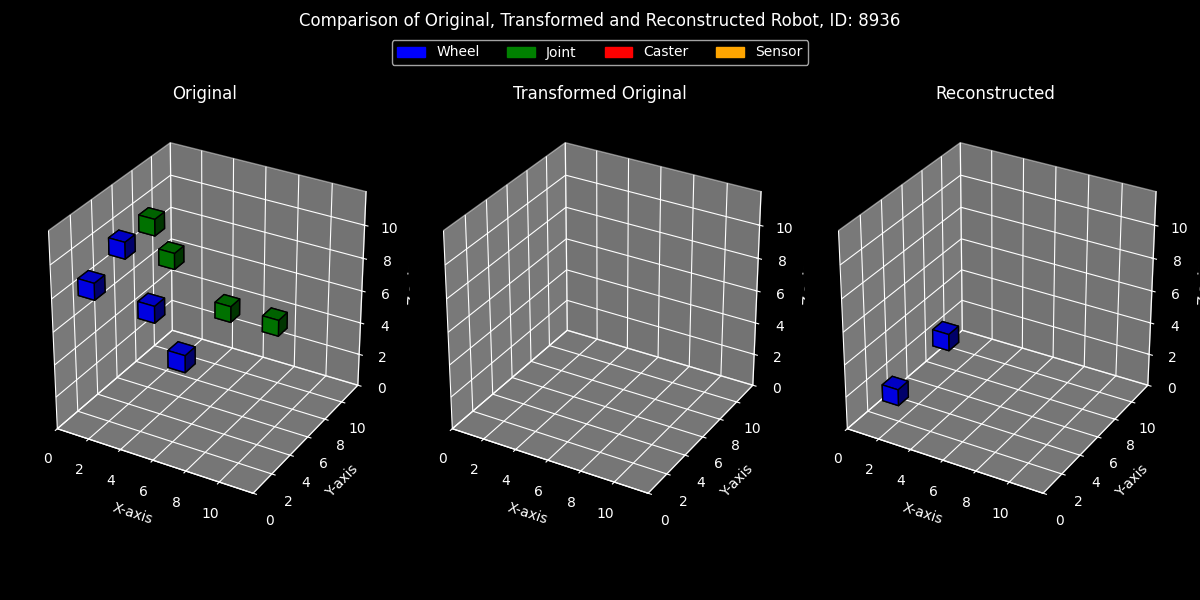 Comparison of Original, Transformed and Reconstructed Robot, ID: 8936
Wheel Joint Caster Sensor
Original Transformed Original Reconstructed
10 10 10
8 8 8
6 6 6
4 4 4
2 2 2
0 0 0
0 2 4 6 8 10 0 2 4 6 8 10 0 2 4 6 8 10
0 2 4 6 8 10 0 2 4 6 8 10 0 2 4 6 8 10
X-axis Y-axis X-axis Y-axis X-axis Y-axis